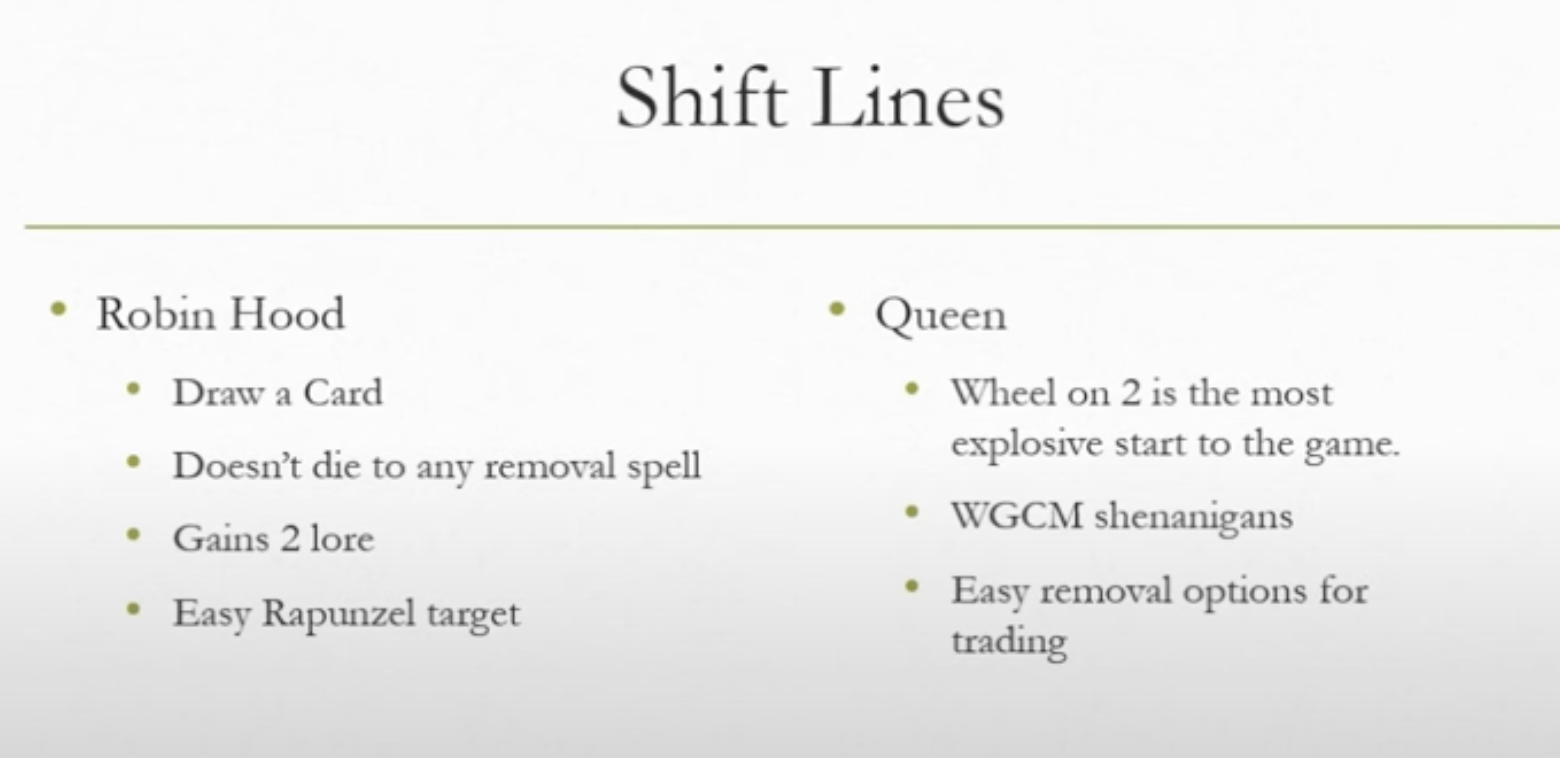 Shift Lines
Robin Hood
Draw a Card
Doesn’t die to any removal spell
Gains 2 lore
Easy Rapunzel target
Queen
Wheel on 2 is the most
explosive start to the game.
WGCM shenanigans
Easy removal options for
trading